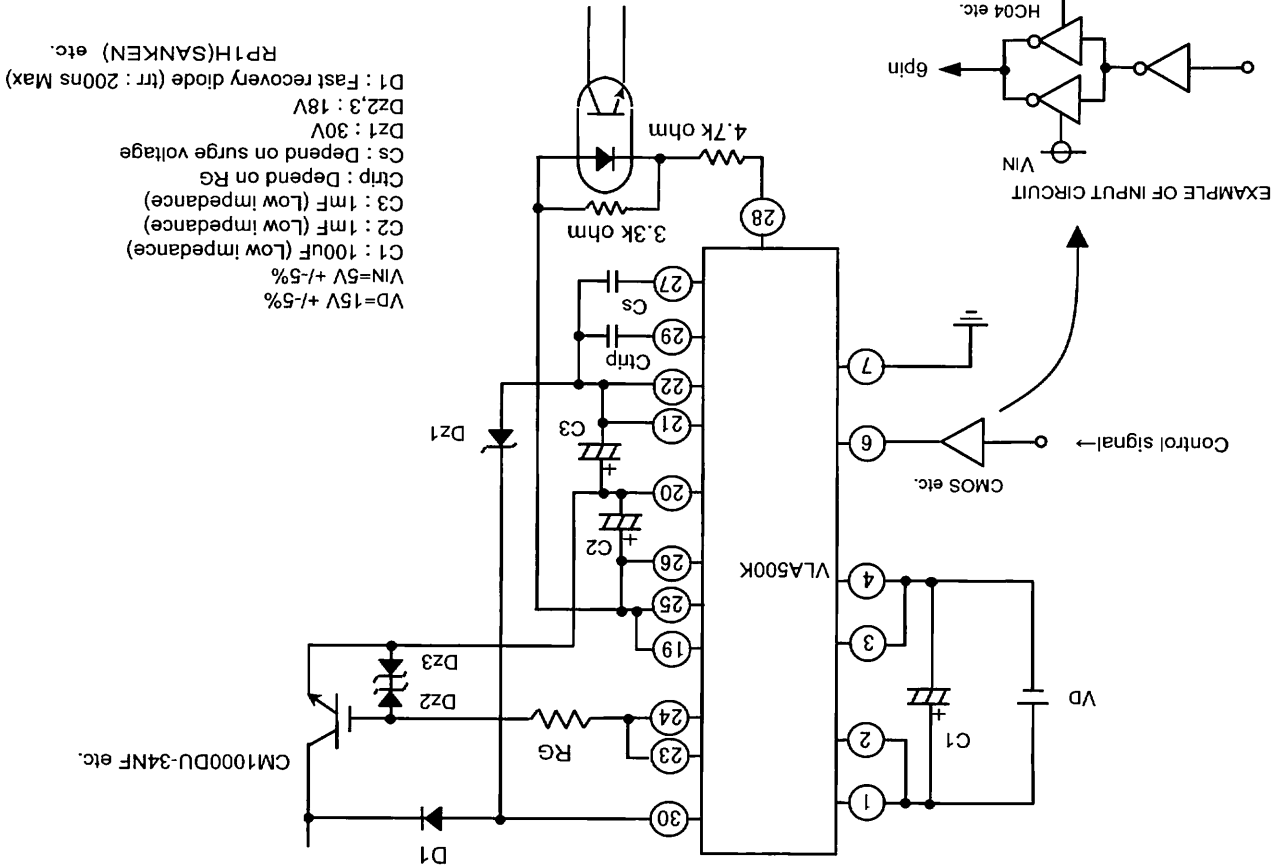 D1
1
30
C1
2
23
RG
CM1000DU-34NF etc.
VD
+
24
Dz2
Dz3
3
19
25
4
VLA500K
26
C2
+
CMOS etc.
20
+
Control signal→
6
21
C3
Dz1
22
7
29
Ctrip
27
Cs
VD=15V +/-5%
VIN=5V +/-5%
C1 : 100uF (Low impedance)
C2 : 1mF (Low impedance)
C3 : 1mF (Low impedance)
Ctrip : Depend on RG
Cs : Depend on surge voltage
Dz1 : 30V
Dz2,3 : 18V
D1 : Fast recovery diode (trr : 200ns Max)
RP1H(SANKEN) etc.
28
3.3k ohm
4.7k ohm
EXAMPLE OF INPUT CIRCUIT
VIN
6pin
HC04 etc.